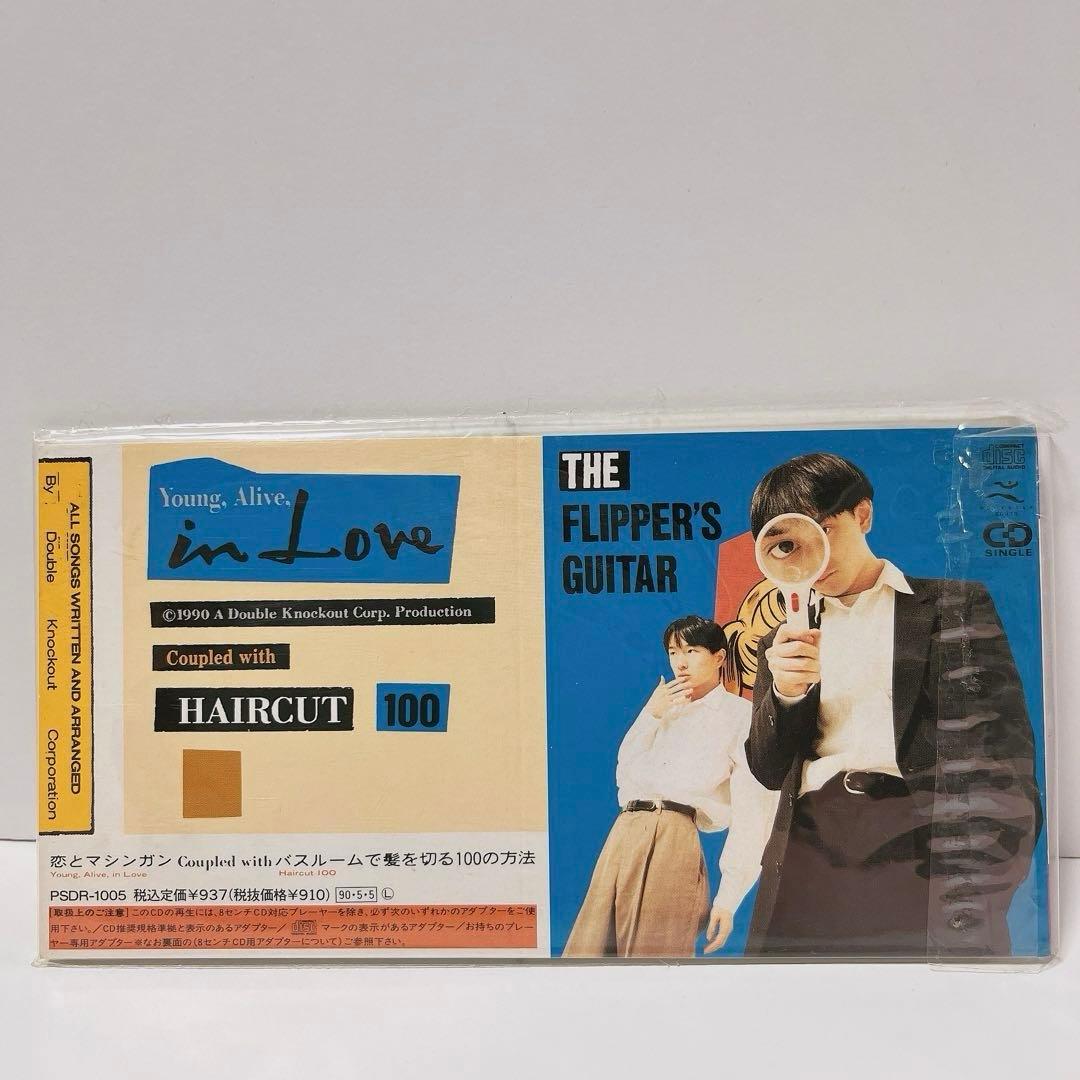 ALL SONGS WRITTEN AND ARRANGED
By Double Knockout Corporation
Young, Alive,
in Love
©1990 A Double Knockout Corp. Production
Coupled with
HAIRCUT 100
恋とマシンガン Coupled with バスルームで髪を切る100の方法
Young, Alive, in Love Haircut 100
PSDR-1005 税込定価¥937(税抜価格¥910) 90・5・5 Ⓛ
【取扱上のご注意】このCDの再生には、8センチCD対応プレーヤーを除き、必ず次のいずれかのアダプターをご使
用下さい。/CD推奨規格準拠と表示のあるアダプター/ disc マークの表示があるアダプター/お持ちのプレー
ヤー専用アダプター※なお裏面の〈8センチCD用アダプターについて〉ご参照下さい。
THE
FLIPPER'S
GUITAR
COMPACT
disc
DIGITAL AUDIO
CD
SINGLE